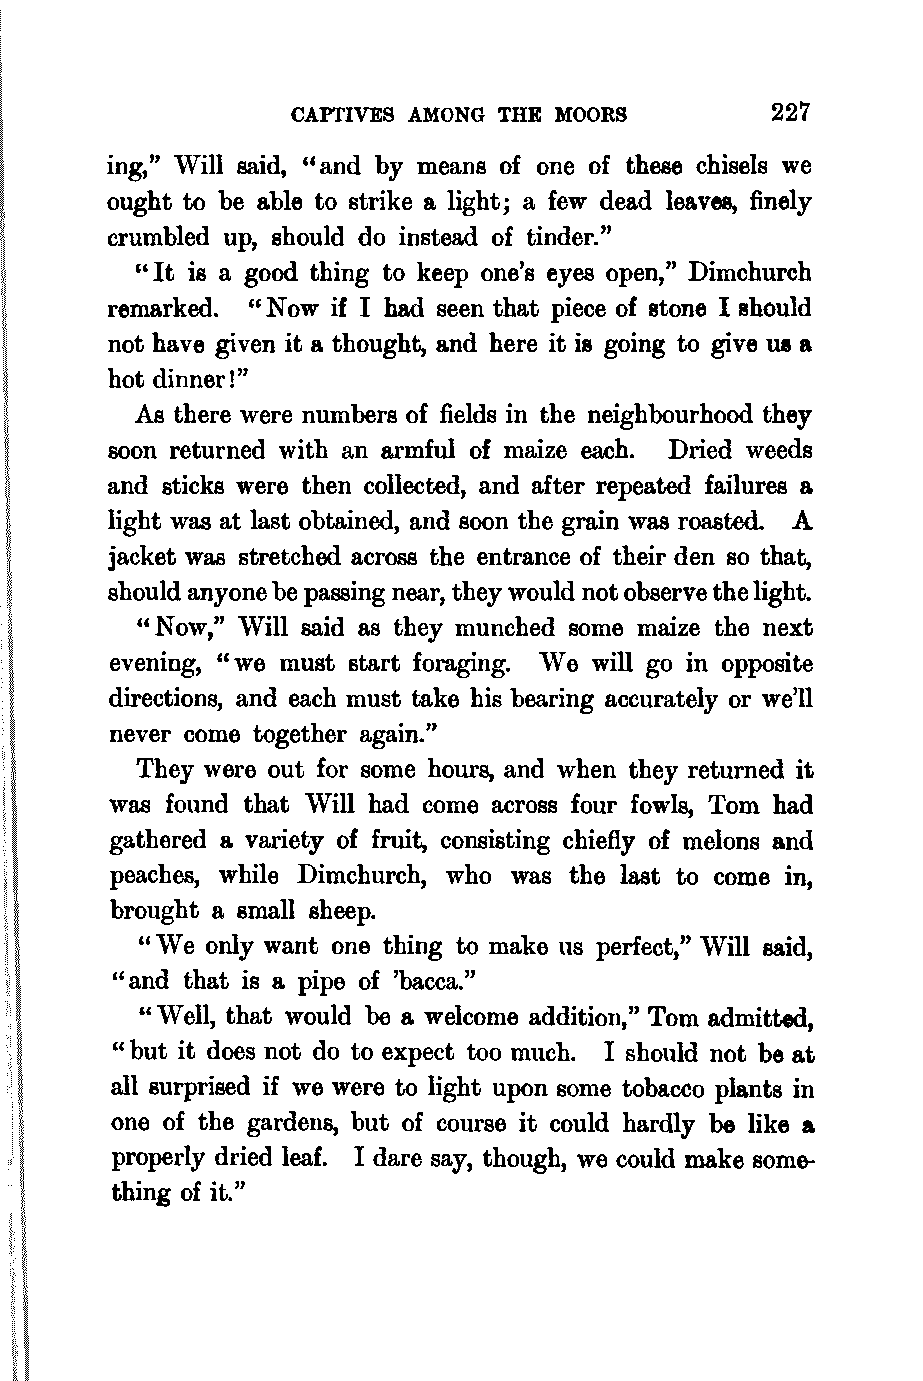 CAPTIVES AMONG THE MOORS 227
ing,” Will said, “and by means of one of these chisels we
ought to be able to strike a light; a few dead leaves, finely
crumbled up, should do instead of tinder.”
“It is a good thing to keep one’s eyes open,” Dimchurch
remarked. “Now if I had seen that piece of stone I should
not have given it a thought, and here it is going to give us a
hot dinner!”
As there were numbers of fields in the neighbourhood they
soon returned with an armful of maize each. Dried weeds
and sticks were then collected, and after repeated failures a
light was at last obtained, and soon the grain was roasted. A
jacket was stretched across the entrance of their den so that,
should anyone be passing near, they would not observe the light.
“Now,” Will said as they munched some maize the next
evening, “we must start foraging. We will go in opposite
directions, and each must take his bearing accurately or we’ll
never come together again.”
They were out for some hours, and when they returned it
was found that Will had come across four fowls, Tom had
gathered a variety of fruit, consisting chiefly of melons and
peaches, while Dimchurch, who was the last to come in,
brought a small sheep.
“We only want one thing to make us perfect,” Will said,
“and that is a pipe of ’bacca.”
“Well, that would be a welcome addition,” Tom admitted,
“but it does not do to expect too much. I should not be at
all surprised if we were to light upon some tobacco plants in
one of the gardens, but of course it could hardly be like a
properly dried leaf. I dare say, though, we could make some-
thing of it.”